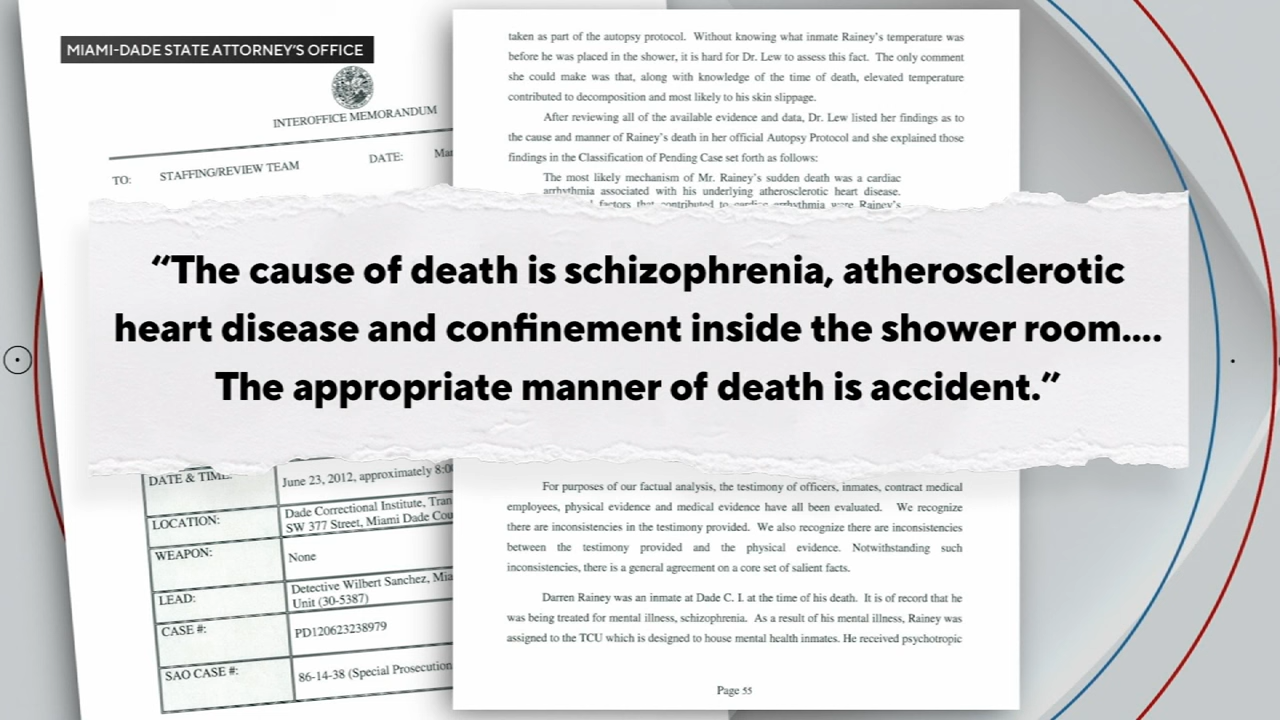 MIAMI-DADE STATE ATTORNEY'S OFFICE
INTEROFFICE MEMORANDUM
TO: STAFFING/REVIEW TEAM DATE:
taken as part of the autopsy protocol. Without knowing what inmate Rainey's temperature was
before he was placed in the shower, it is hard for Dr. Lew to assess this fact. The only comment
she could make was that, along with knowledge of the time of death, elevated temperature
contributed to decomposition and most likely to his skin slippage.
After reviewing all of the available evidence and data, Dr. Lew listed her findings as to
the cause and manner of Rainey's death in her official Autopsy Protocol and she explained those
findings in the Classification of Pending Case set forth as follows:
The most likely mechanism of Mr. Rainey's sudden death was a cardiac
arrhythmia associated with his underlying atherosclerotic heart disease.
factors that contributed to cardiac arrhythmia were Rainey's
“The cause of death is schizophrenia, atherosclerotic
heart disease and confinement inside the shower room....
The appropriate manner of death is accident.”
DATE & TIME: June 23, 2012, approximately
LOCATION: Dade Correctional Institute,
SW 377 Street, Miami Dade
WEAPON: None
LEAD: Detective Wilbert Sanchez,
Unit (30-5387)
CASE #: PD120623238979
SAO CASE #: 86-14-38 (Special Prosecution
For purposes of our factual analysis, the testimony of officers, inmates, contract medical
employees, physical evidence and medical evidence have all been evaluated. We recognize
there are inconsistencies in the testimony provided. We also recognize there are inconsistencies
between the testimony provided and the physical evidence. Notwithstanding such
inconsistencies, there is a general agreement on a core set of salient facts.
Darren Rainey was an inmate at Dade C. I. at the time of his death. It is of record that he
was being treated for mental illness, schizophrenia. As a result of his mental illness, Rainey was
assigned to the TCU which is designed to house mental health inmates. He received psychotropic
Page 55